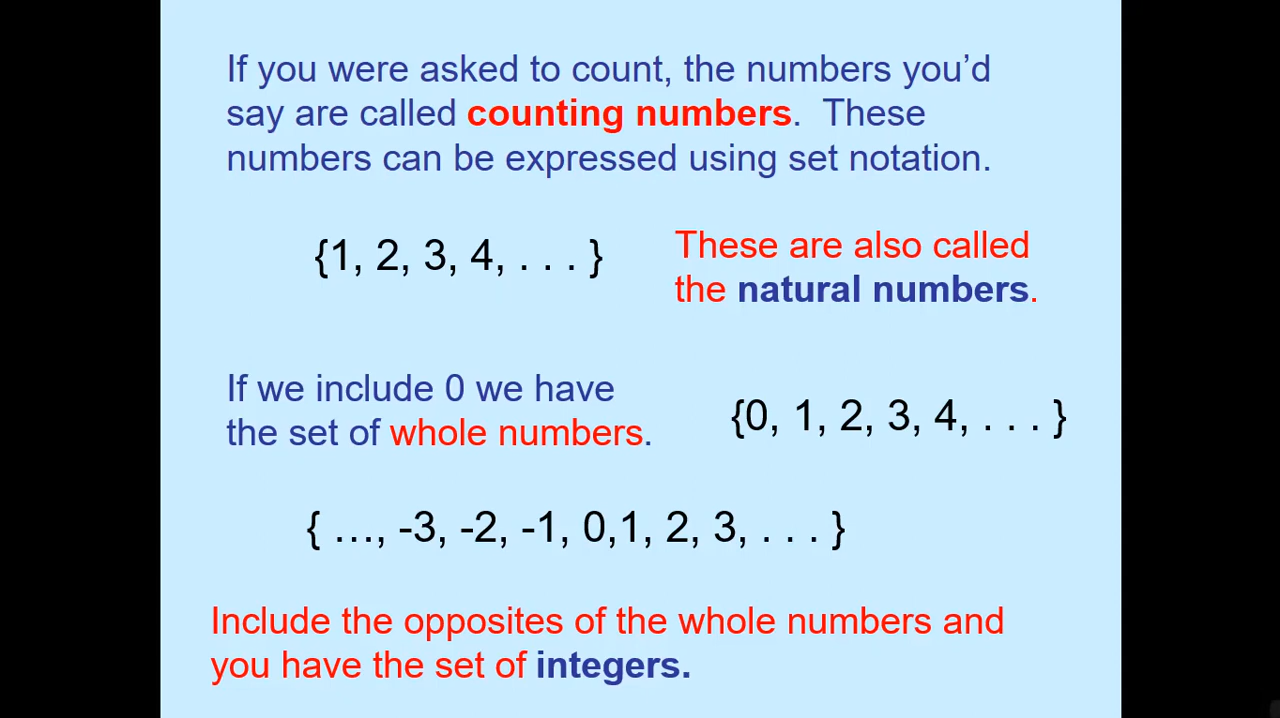 If you were asked to count, the numbers you’d
say are called counting numbers. These
numbers can be expressed using set notation.
{1, 2, 3, 4, . . . }
These are also called
the natural numbers.
If we include 0 we have
the set of whole numbers.
{0, 1, 2, 3, 4, . . . }
{ …, -3, -2, -1, 0,1, 2, 3, . . . }
Include the opposites of the whole numbers and
you have the set of integers.